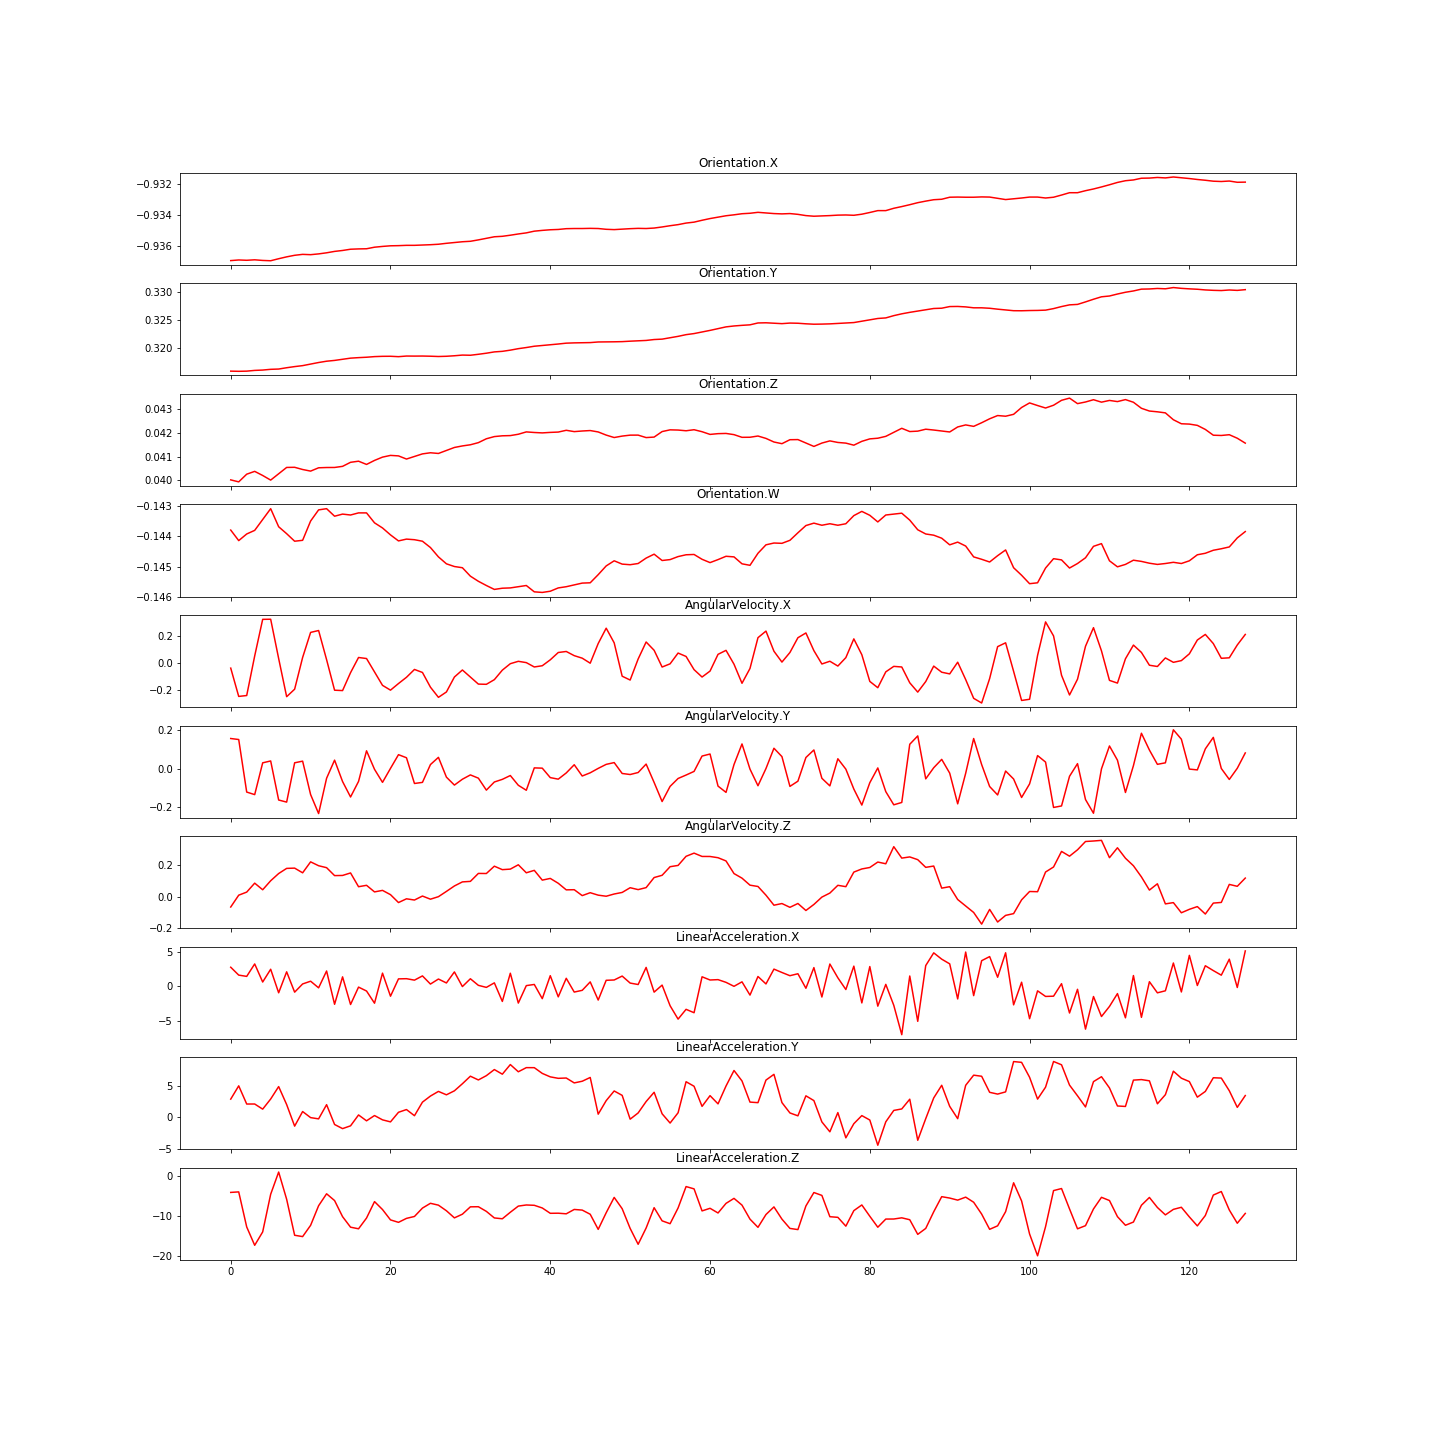 Orientation.X
−0.932
−0.934
−0.936
Orientation.Y
0.330
0.325
0.320
Orientation.Z
0.043
0.042
0.041
0.040
Orientation.W
−0.143
−0.144
−0.145
−0.146
AngularVelocity.X
0.2
0.0
−0.2
AngularVelocity.Y
0.2
0.0
−0.2
AngularVelocity.Z
0.2
0.0
−0.2
LinearAcceleration.X
5
0
−5
LinearAcceleration.Y
5
0
−5
LinearAcceleration.Z
0
−10
−20
0 20 40 60 80 100 120